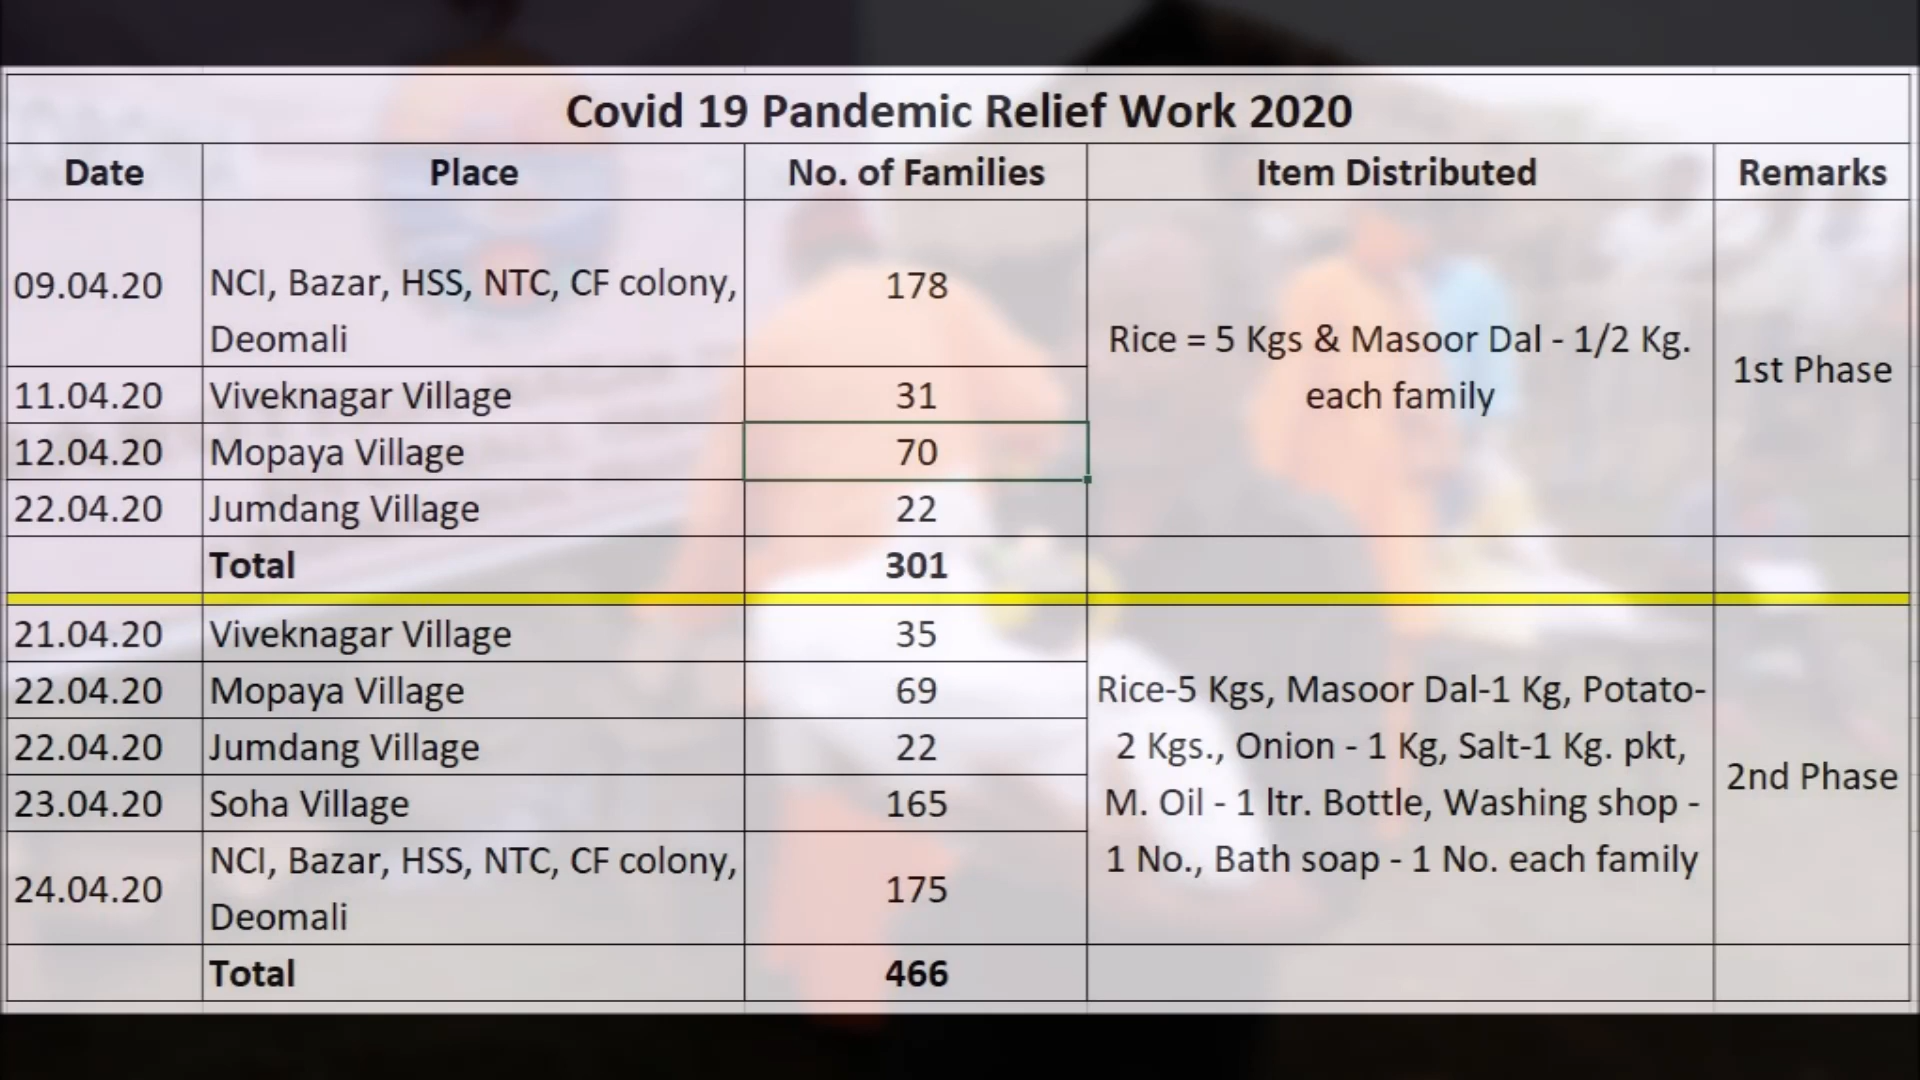 Covid 19 Pandemic Relief Work 2020
Date Place No. of Families Item Distributed Remarks
09.04.20 NCI, Bazar, HSS, NTC, CF colony, 178
Deomali
Rice = 5 Kgs & Masoor Dal - 1/2 Kg.
each family
1st Phase
11.04.20 Viveknagar Village 31
12.04.20 Mopaya Village 70
22.04.20 Jumdang Village 22
Total 301
21.04.20 Viveknagar Village 35
22.04.20 Mopaya Village 69
22.04.20 Jumdang Village 22
23.04.20 Soha Village 165
24.04.20 NCI, Bazar, HSS, NTC, CF colony, 175
Deomali
Rice-5 Kgs, Masoor Dal-1 Kg, Potato-
2 Kgs., Onion - 1 Kg, Salt-1 Kg. pkt,
M. Oil - 1 ltr. Bottle, Washing shop -
1 No., Bath soap - 1 No. each family
2nd Phase
Total 466